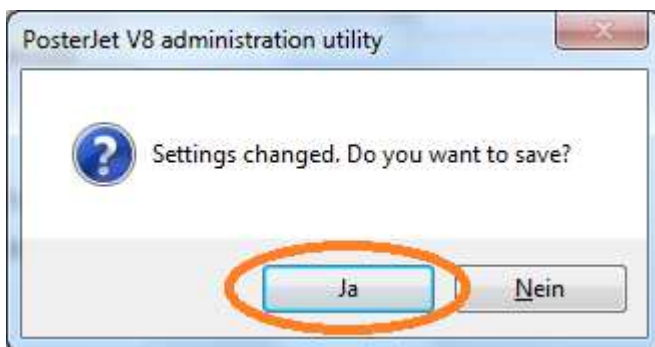 PosterJet V8 administration utility
Settings changed. Do you want to save?
Ja
Nein